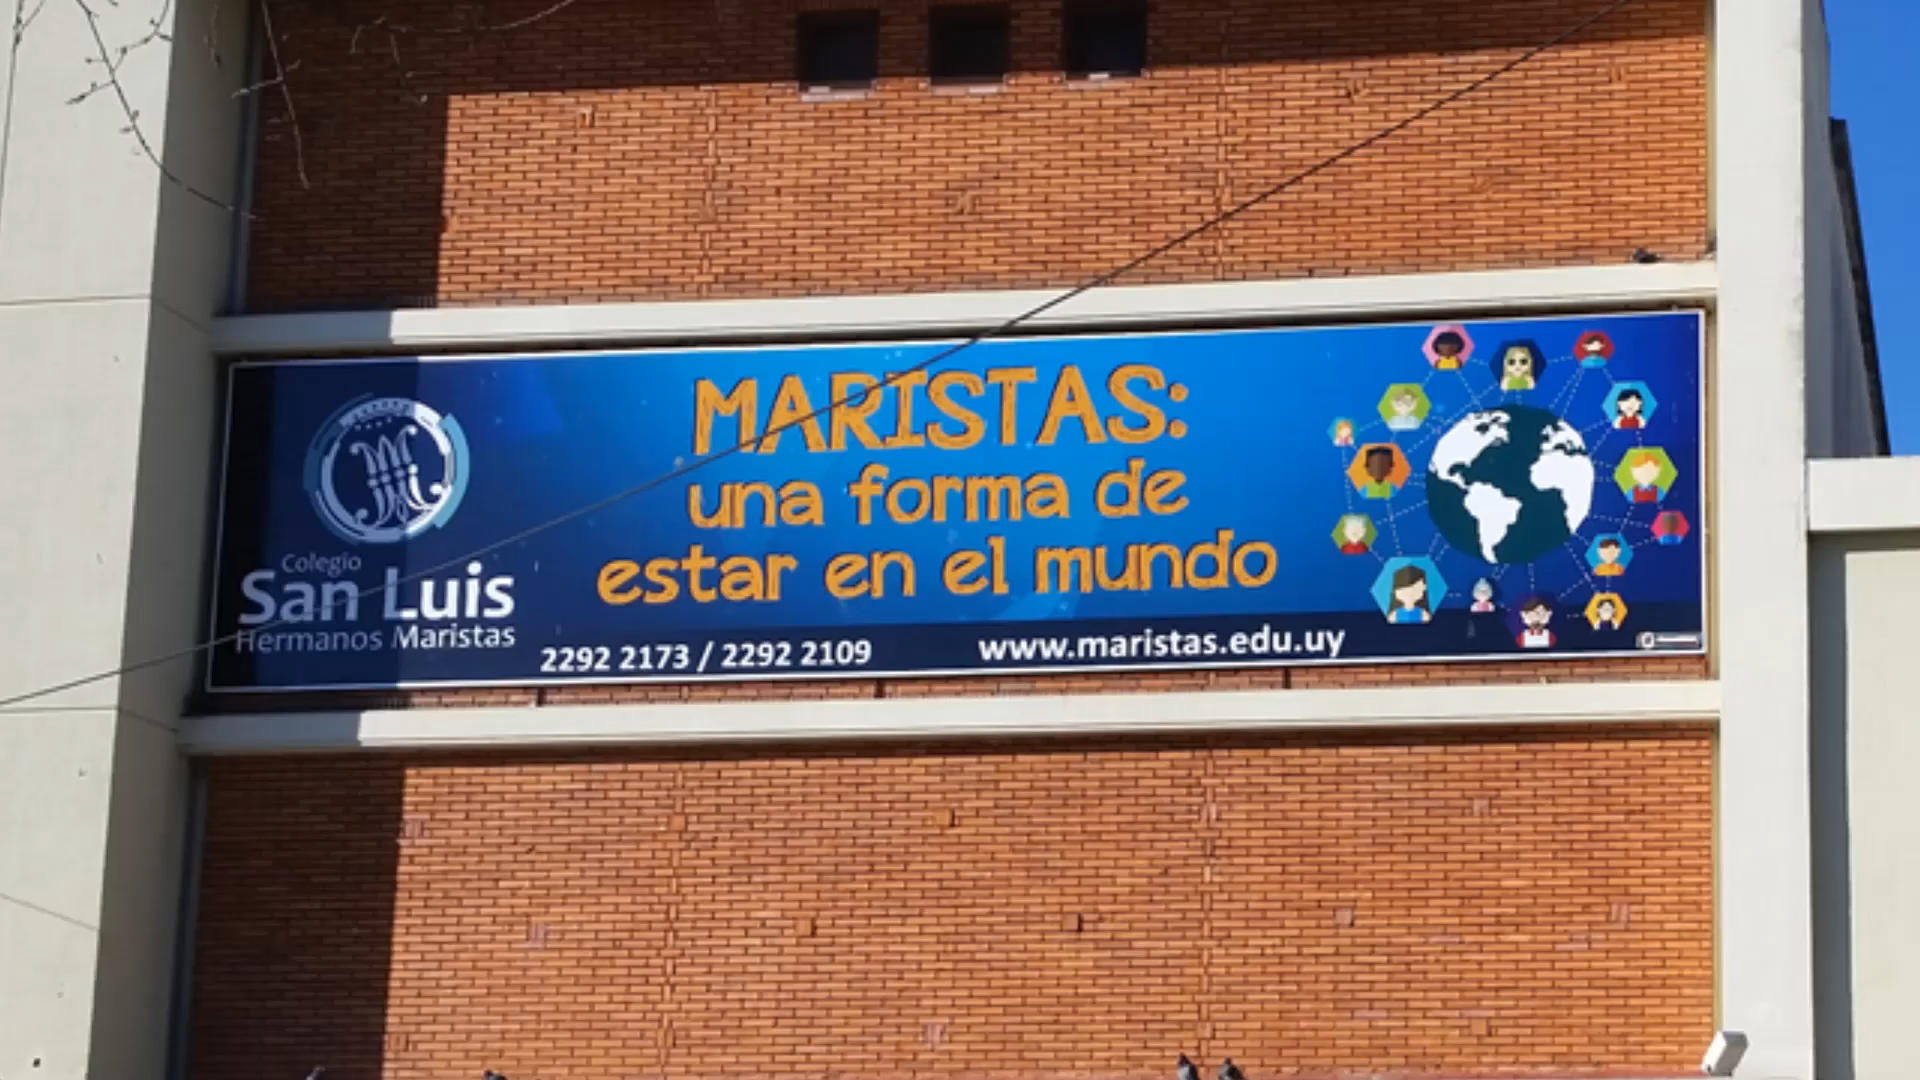 Colegio
San Luis
Hermanos Maristas
MARISTAS:
una forma de
estar en el mundo
2292 2173 / 2292 2109
www.maristas.edu.uy